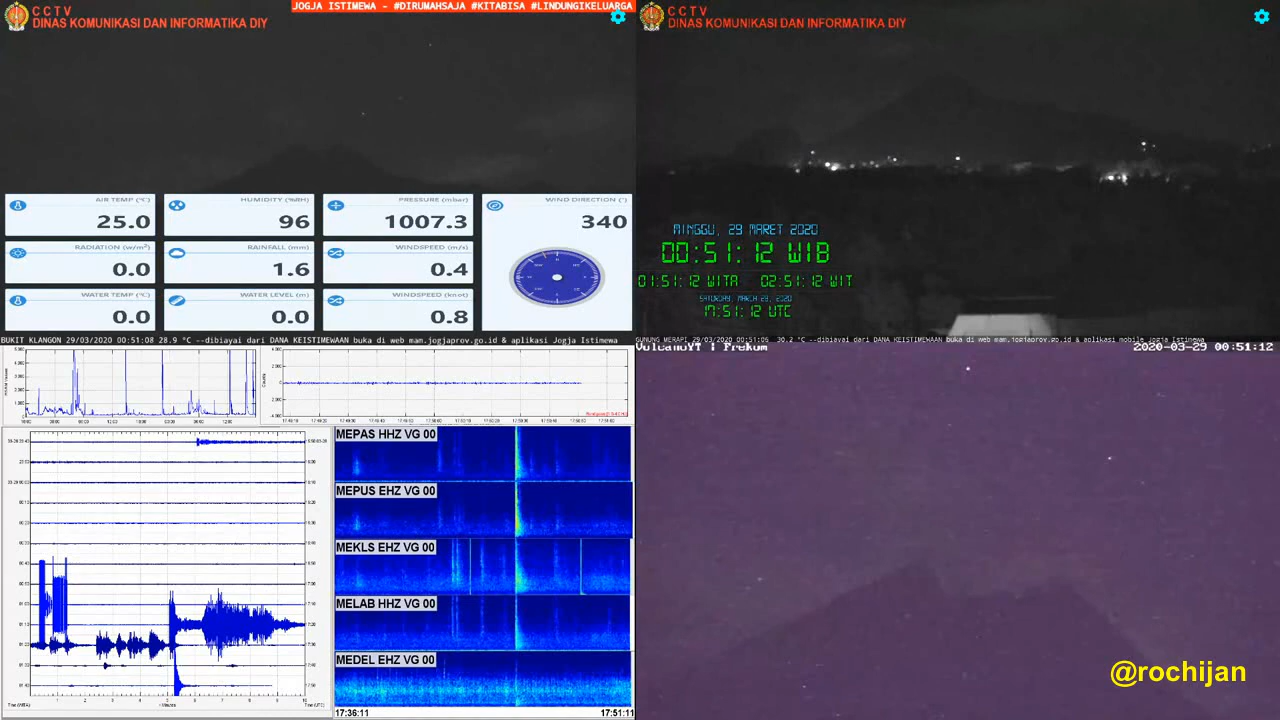 CCTV
DINAS KOMUNIKASI DAN INFORMATIKA DIY
JOGJA ISTIMEWA - #DIRUMAHSAJA #KITABISA #LINDUNGIKELUARGA
CCTV
DINAS KOMUNIKASI DAN INFORMATIKA DIY
AIR TEMP (°C)
25.0
HUMIDITY (%RH)
96
PRESSURE (mbar)
1007.3
WIND DIRECTION (°)
340
RADIATION (w/m²)
0.0
RAINFALL (mm)
1.6
WINDSPEED (m/s)
0.4
WATER TEMP (°C)
0.0
WATER LEVEL (m)
0.0
WINDSPEED (knot)
0.8
MINGGU, 29 MARET 2020
00:51:12 WIB
01:51:12 WITA 02:51:12 WIT
SATURDAY, MARCH 28, 2020
17:51:12 UTC
BUKIT KLANGON 29/03/2020 00:51:08 28.9 °C --dibiayai dari DANA KEISTIMEWAAN buka di web mam.jogjaprov.go.id & aplikasi Jogja Istimewa
GUNUNG MERAPI 29/03/2020 00:51:06 30.2 °C --dibiayai dari DANA KEISTIMEWAAN buka di web mam.jogjaprov.go.id & aplikasi mobile Jogja Istimewa
VolcanoYT | Frekom
2020-03-29 00:51:12
MEPAS HHZ VG 00
MEPUS EHZ VG 00
MEKLS EHZ VG 00
MELAB HHZ VG 00
MEDEL EHZ VG 00
17:36:11
17:51:11
@rochijan